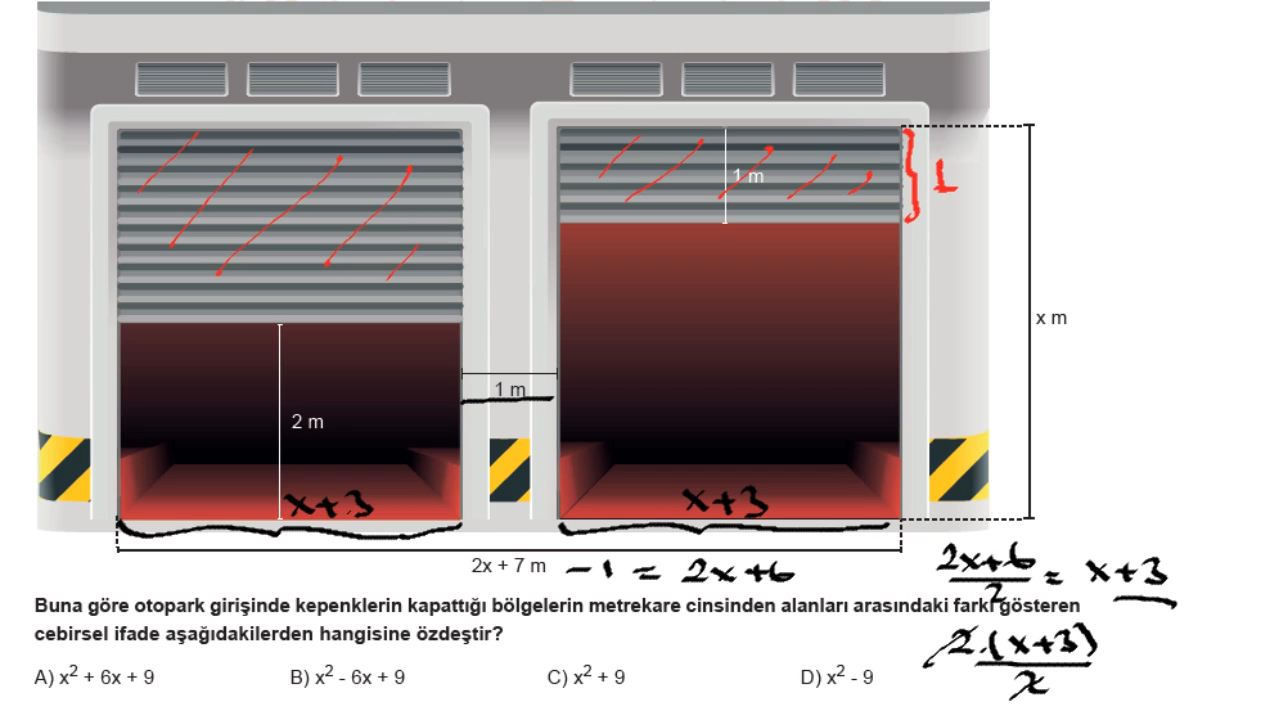 1 m
L
x m
1 m
2 m
x+3
x+3
2x + 7 m - 1 = 2x+6
2x+6 / 2 = x+3
Buna göre otopark girişinde kepenklerin kapattığı bölgelerin metrekare cinsinden alanları arasındaki farkı gösteren
cebirsel ifade aşağıdakilerden hangisine özdeştir?
2.(x+3) / 2
A) x² + 6x + 9 B) x² - 6x + 9 C) x² + 9 D) x² - 9